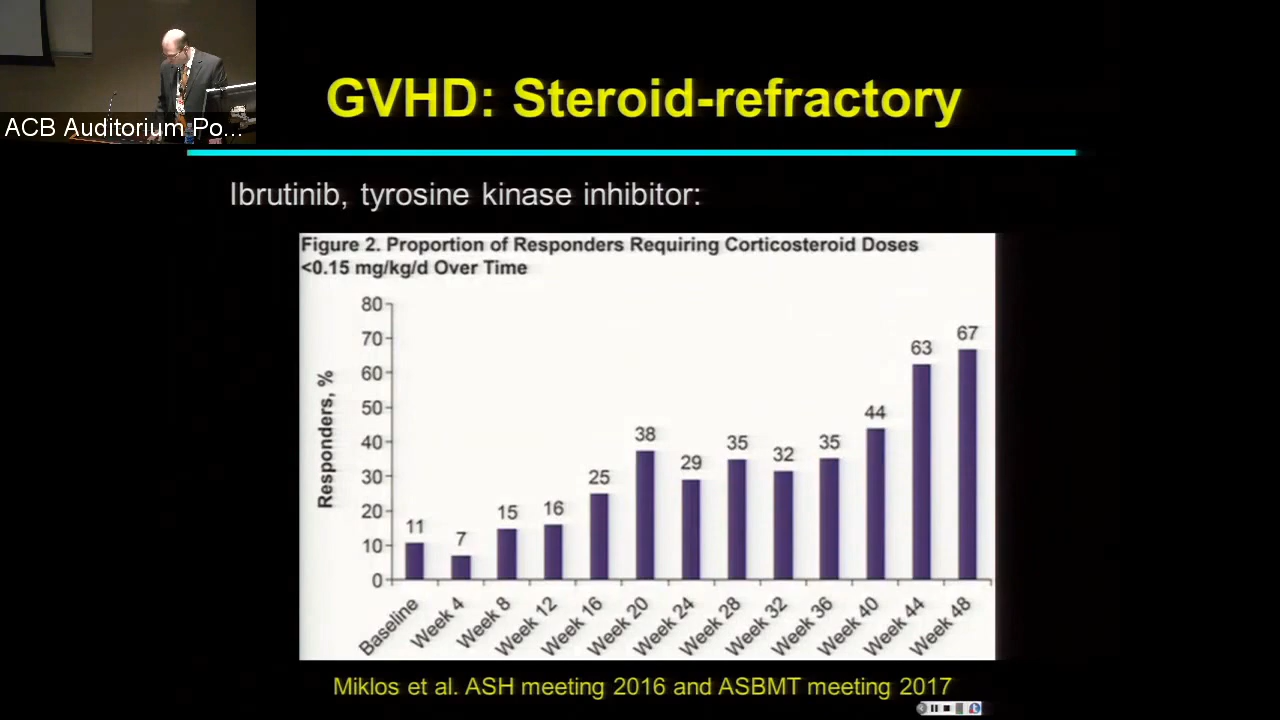 GVHD: Steroid-refractory
ACB Auditorium Po...
Ibrutinib, tyrosine kinase inhibitor:
Figure 2. Proportion of Responders Requiring Corticosteroid Doses
<0.15 mg/kg/d Over Time
Responders, %
80
70
60
50
40
30
20
10
0
11
7
15
16
25
38
29
35
32
35
44
63
67
Baseline
Week 4
Week 8
Week 12
Week 16
Week 20
Week 24
Week 28
Week 32
Week 36
Week 40
Week 44
Week 48
Miklos et al. ASH meeting 2016 and ASBMT meeting 2017